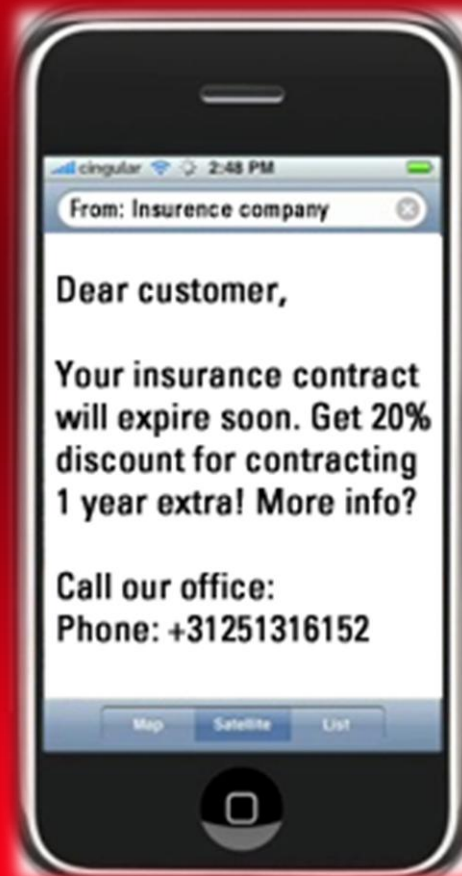 cingular 2:48 PM
From: Insurence company
Dear customer,
Your insurance contract
will expire soon. Get 20%
discount for contracting
1 year extra! More info?
Call our office:
Phone: +31251316152
Map Satellite List